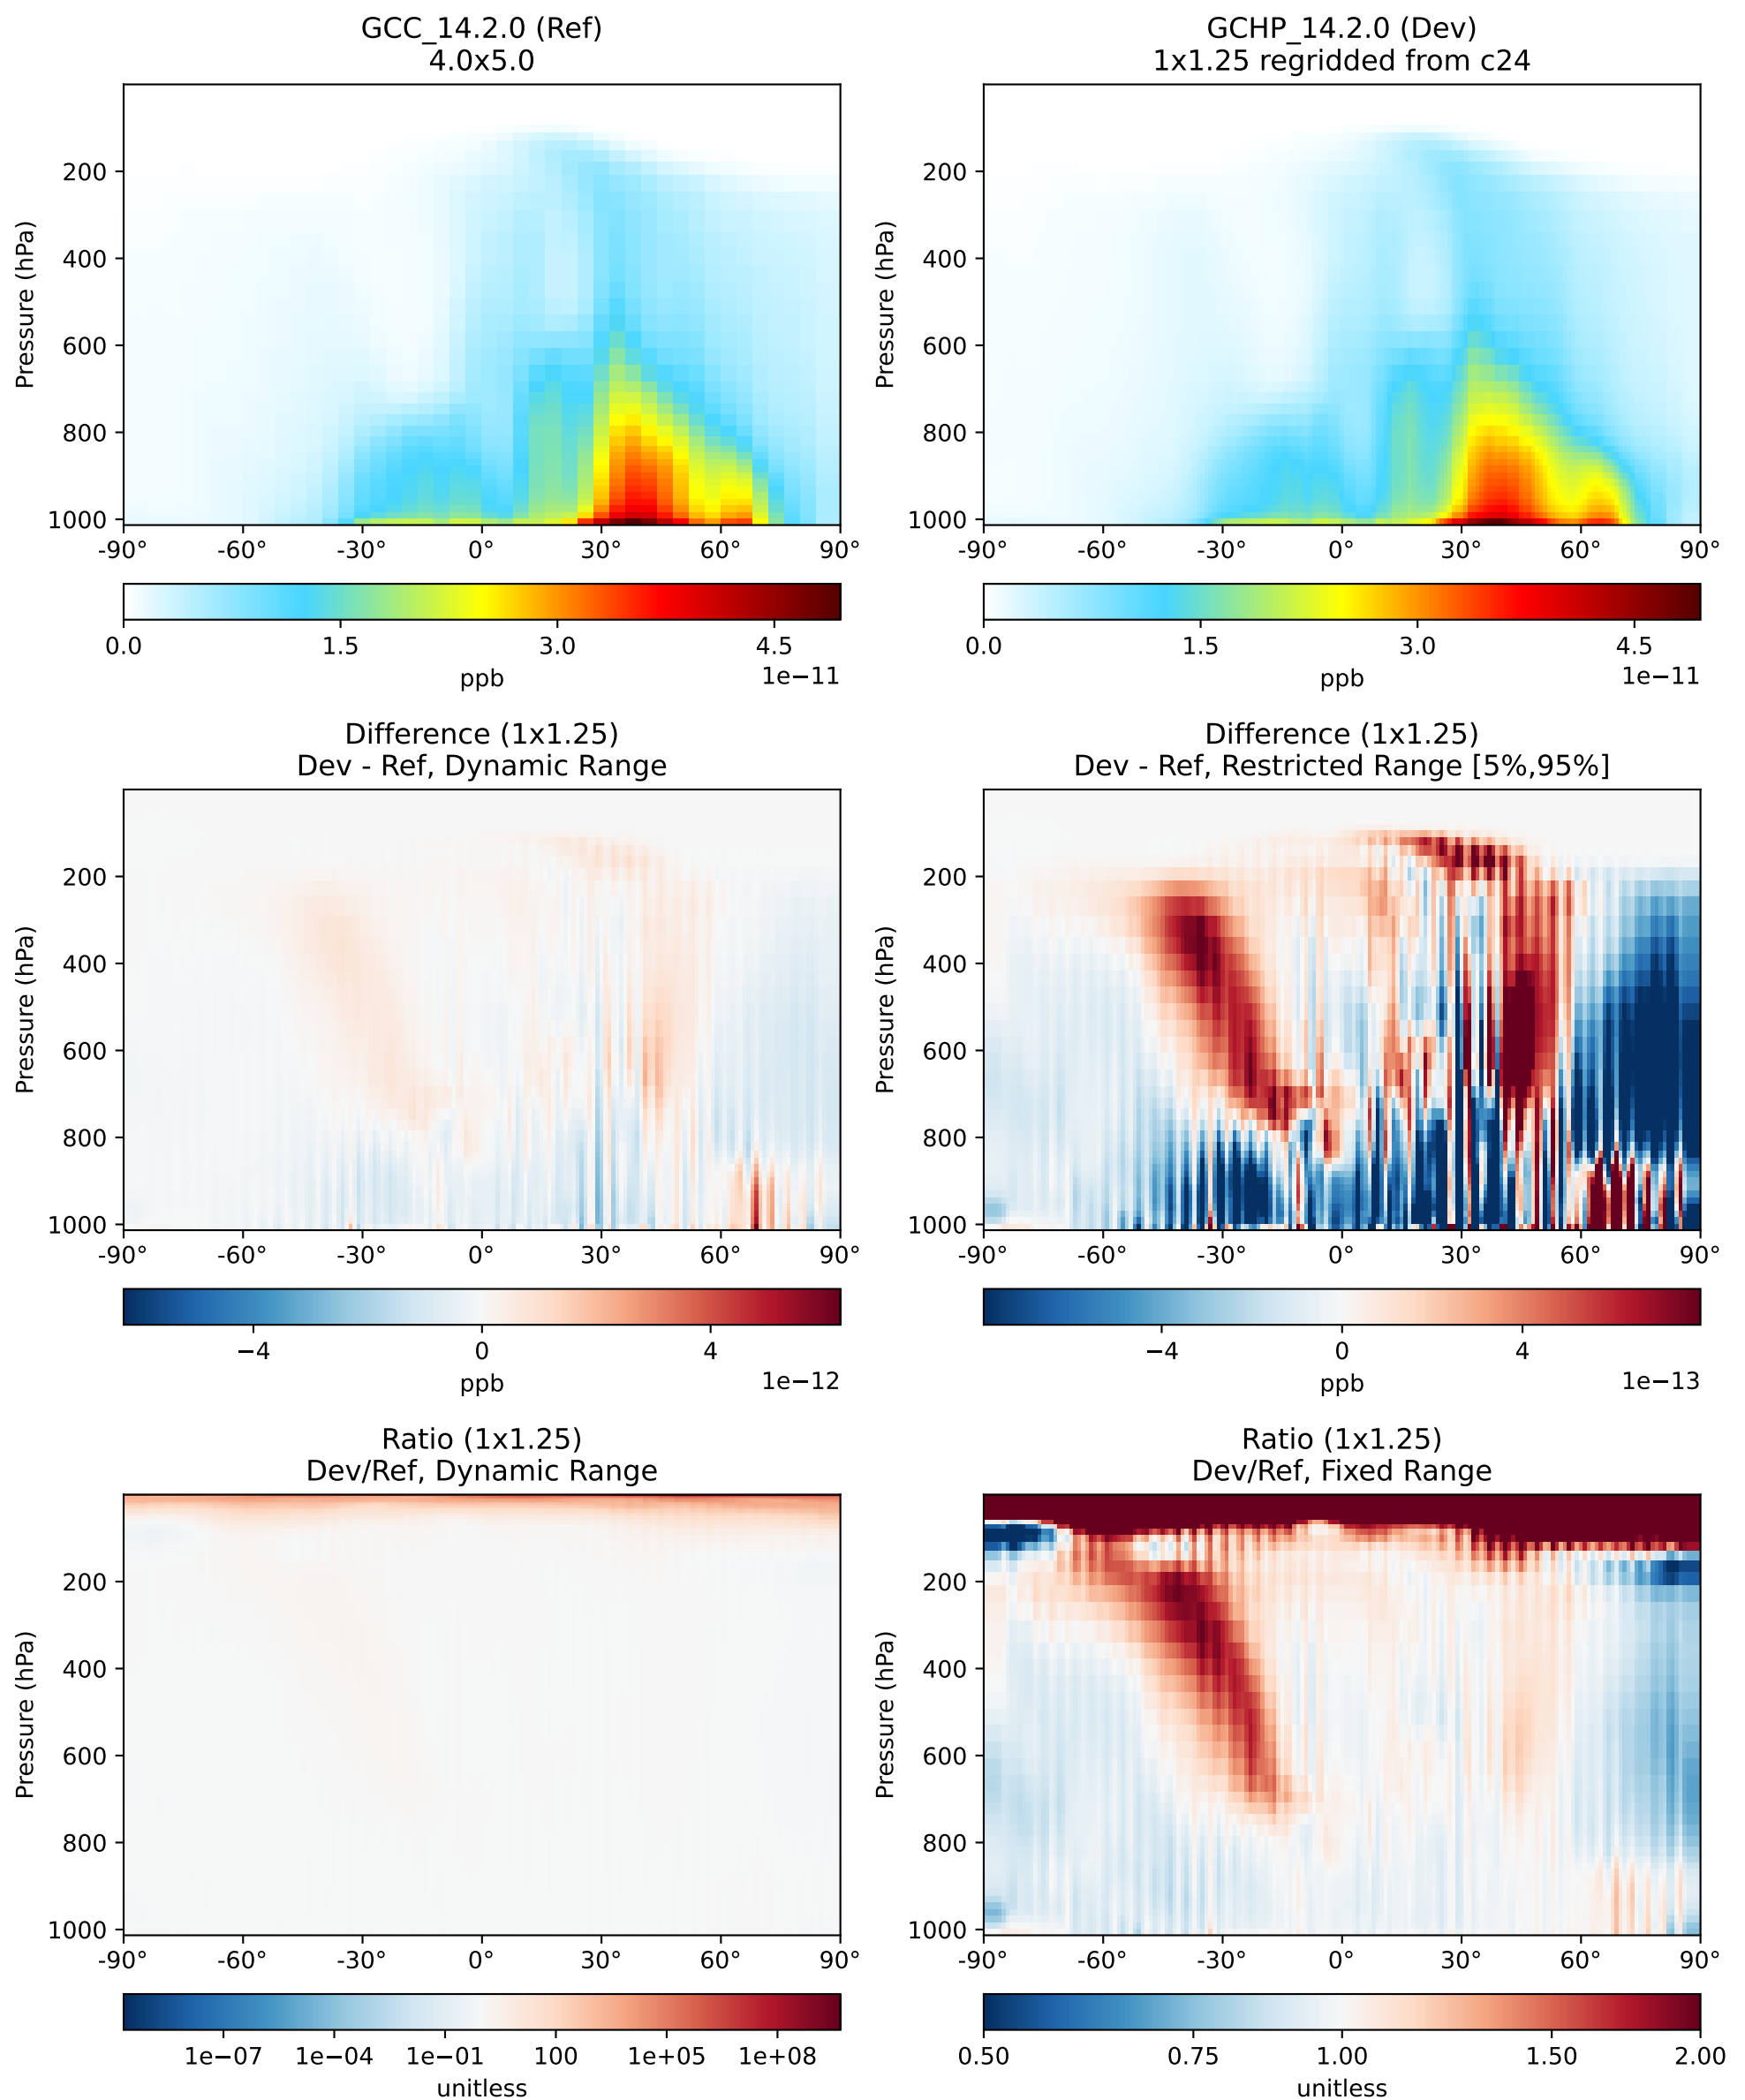 GCC_14.2.0 (Ref)
4.0x5.0
GCHP_14.2.0 (Dev)
1x1.25 regridded from c24
Pressure (hPa)
200
400
600
800
1000
-90° -60° -30° 0° 30° 60° 90°
0.0 1.5 3.0 4.5
1e−11
ppb
Pressure (hPa)
200
400
600
800
1000
-90° -60° -30° 0° 30° 60° 90°
0.0 1.5 3.0 4.5
1e−11
ppb
Difference (1x1.25)
Dev - Ref, Dynamic Range
Difference (1x1.25)
Dev - Ref, Restricted Range [5%,95%]
Pressure (hPa)
200
400
600
800
1000
-90° -60° -30° 0° 30° 60° 90°
−4 0 4
1e−12
ppb
Pressure (hPa)
200
400
600
800
1000
-90° -60° -30° 0° 30° 60° 90°
−4 0 4
1e−13
ppb
Ratio (1x1.25)
Dev/Ref, Dynamic Range
Ratio (1x1.25)
Dev/Ref, Fixed Range
Pressure (hPa)
200
400
600
800
1000
-90° -60° -30° 0° 30° 60° 90°
1e−07 1e−04 1e−01 100 1e+05 1e+08
unitless
Pressure (hPa)
200
400
600
800
1000
-90° -60° -30° 0° 30° 60° 90°
0.50 0.75 1.00 1.50 2.00
unitless